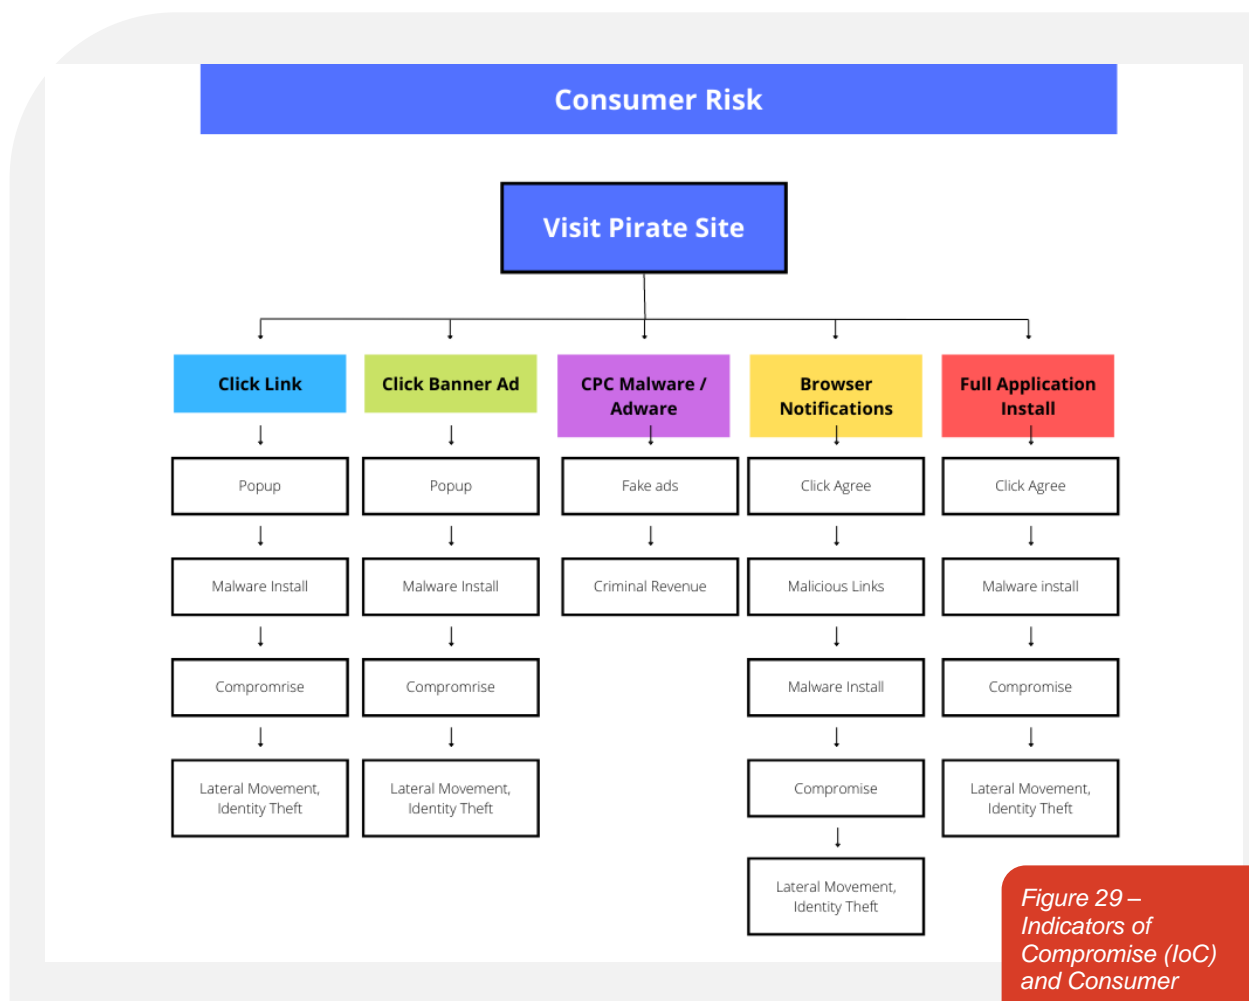 Consumer Risk
Visit Pirate Site
Click Link
Click Banner Ad
CPC Malware /
Adware
Browser
Notifications
Full Application
Install
Popup
Popup
Fake ads
Click Agree
Click Agree
Malware Install
Malware Install
Criminal Revenue
Malicious Links
Malware install
Compromrise
Compromrise
Malware Install
Compromise
Lateral Movement,
Identity Theft
Lateral Movement,
Identity Theft
Compromise
Lateral Movement,
Identity Theft
Lateral Movement,
Identity Theft
Figure 29 –
Indicators of
Compromise (IoC)
and Consumer